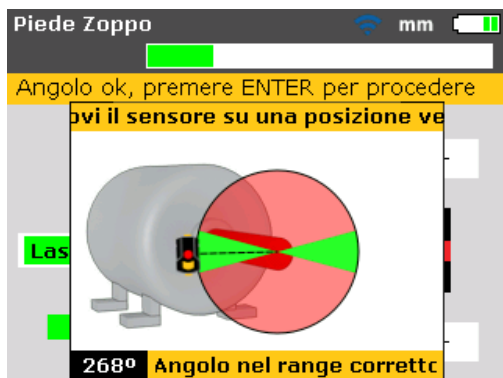 Piede Zoppo mm
Angolo ok, premere ENTER per procedere
ovi il sensore su una posizione ve
Las
268º Angolo nel range corretto